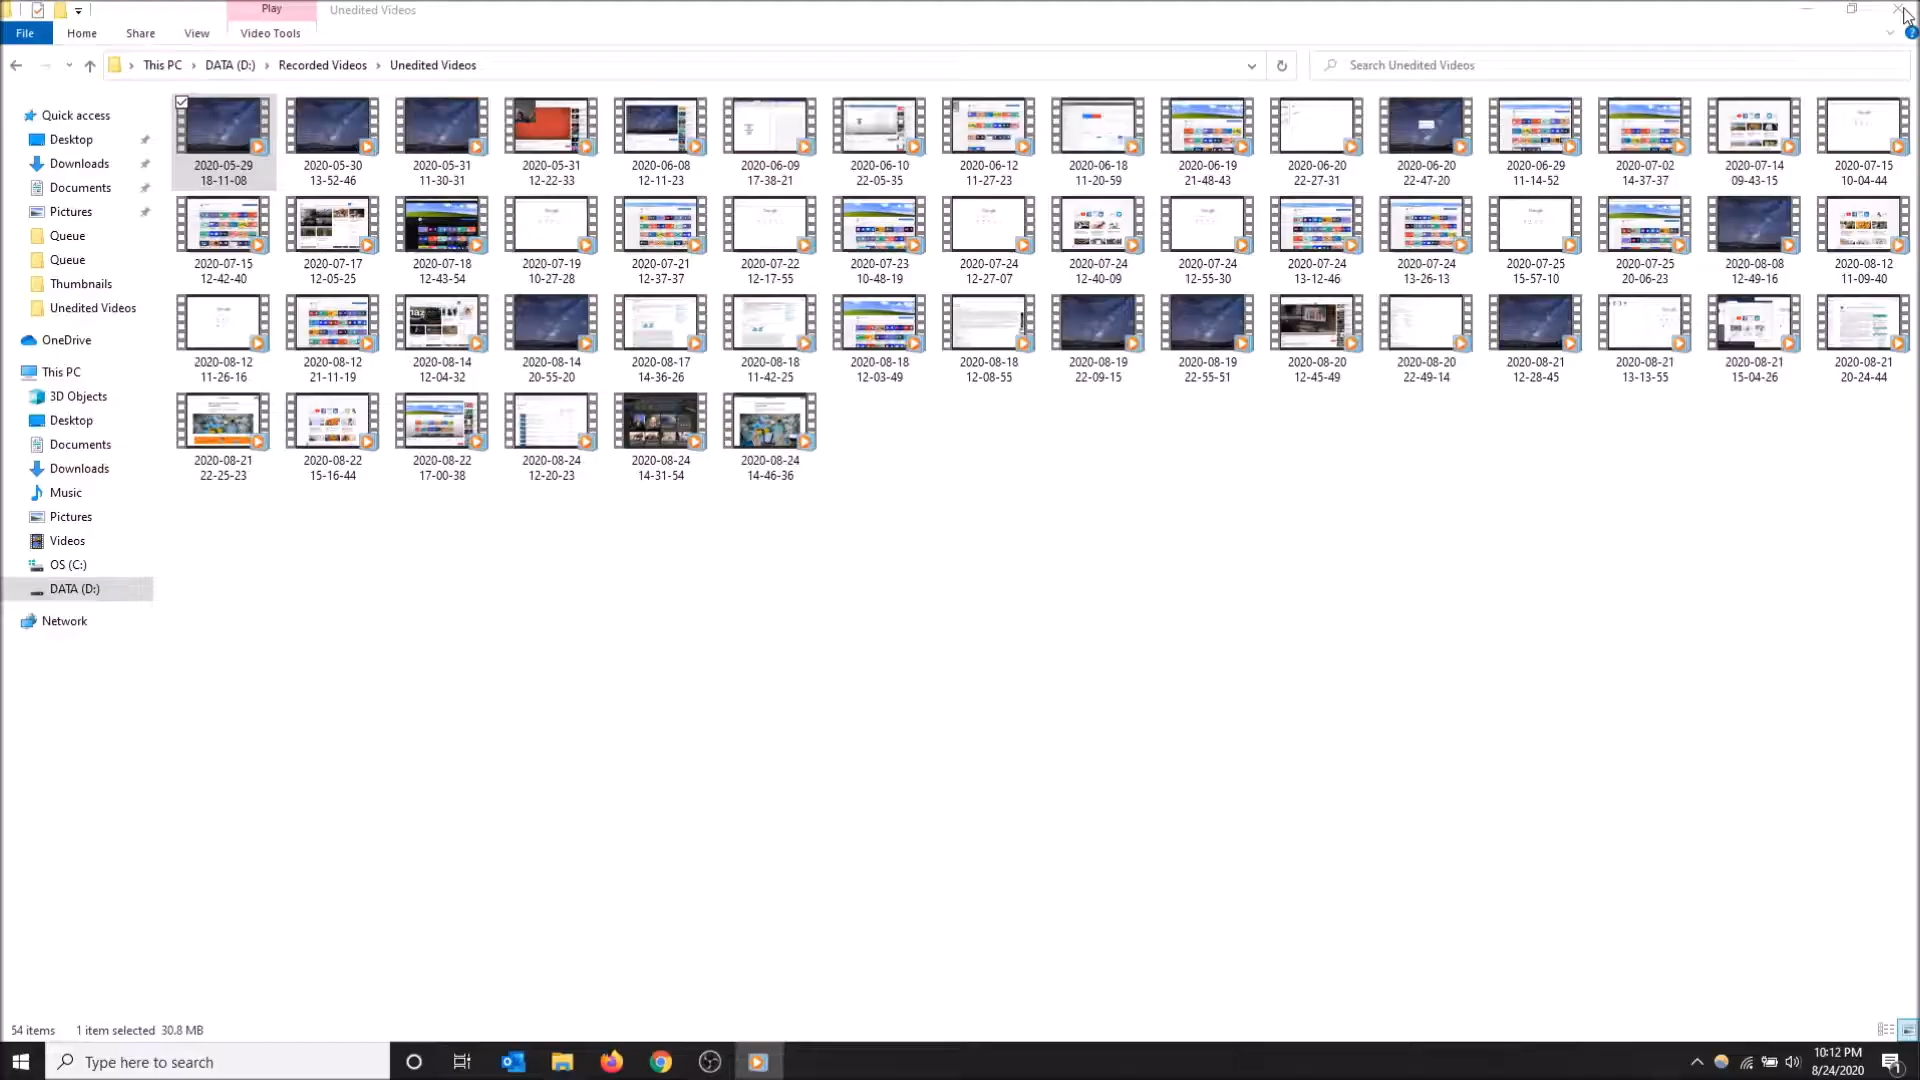 Play Unedited Videos
File Home Share View Video Tools
This PC › DATA (D:) › Recorded Videos › Unedited Videos Search Unedited Videos
Quick access
Desktop
Downloads
Documents
Pictures
Queue
Queue
Thumbnails
Unedited Videos
OneDrive
This PC
3D Objects
Desktop
Documents
Downloads
Music
Pictures
Videos
OS (C:)
DATA (D:)
Network
2020-05-29 2020-05-30 2020-05-31 2020-05-31 2020-06-08 2020-06-09 2020-06-10 2020-06-12 2020-06-18 2020-06-19 2020-06-20 2020-06-20 2020-06-29 2020-07-02 2020-07-14 2020-07-15
18-11-08 13-52-46 11-30-31 12-22-33 12-11-23 17-38-21 22-05-35 11-27-23 11-20-59 21-48-43 22-27-31 22-47-20 11-14-52 14-37-37 09-43-15 10-04-44
2020-07-15 2020-07-17 2020-07-18 2020-07-19 2020-07-21 2020-07-22 2020-07-23 2020-07-24 2020-07-24 2020-07-24 2020-07-24 2020-07-24 2020-07-25 2020-07-25 2020-08-08 2020-08-12
12-42-40 12-05-25 12-43-54 10-27-28 12-37-37 12-17-55 10-48-19 12-27-07 12-40-09 12-55-30 13-12-46 13-26-13 15-57-10 20-06-23 12-49-16 11-09-40
2020-08-12 2020-08-12 2020-08-14 2020-08-14 2020-08-17 2020-08-18 2020-08-18 2020-08-18 2020-08-19 2020-08-19 2020-08-20 2020-08-20 2020-08-21 2020-08-21 2020-08-21 2020-08-21
11-26-16 21-11-19 12-04-32 20-55-20 14-36-26 11-42-25 12-03-49 12-08-55 22-09-15 22-55-51 12-45-49 22-49-14 12-28-45 13-13-55 15-04-26 20-24-44
2020-08-21 2020-08-22 2020-08-22 2020-08-24 2020-08-24 2020-08-24
22-25-23 15-16-44 17-00-38 12-20-23 14-31-54 14-46-36
54 items 1 item selected 30.8 MB
Type here to search
10:12 PM
8/24/2020
1